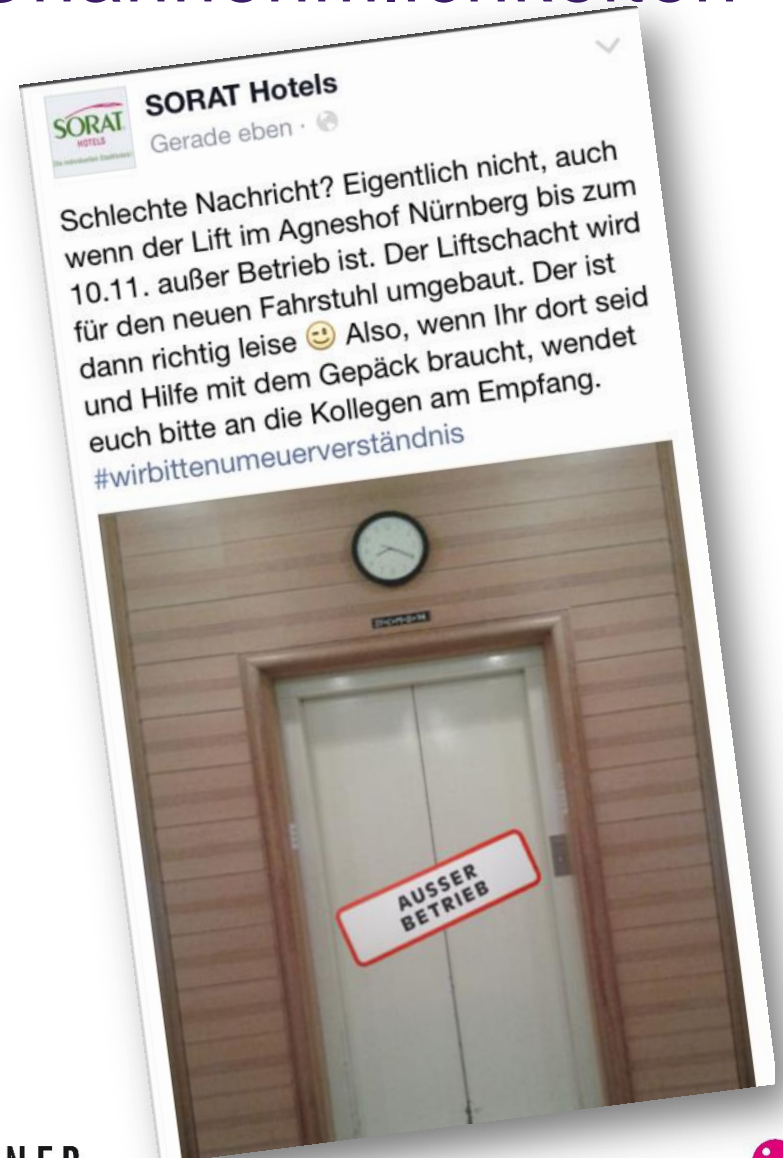 SORAT Hotels
SORAT
HOTELS
Gerade eben ·
Schlechte Nachricht? Eigentlich nicht, auch
wenn der Lift im Agneshof Nürnberg bis zum
10.11. außer Betrieb ist. Der Liftschacht wird
für den neuen Fahrstuhl umgebaut. Der ist
dann richtig leise 😉 Also, wenn Ihr dort seid
und Hilfe mit dem Gepäck braucht, wendet
euch bitte an die Kollegen am Empfang.
#wirbittenumeuerverständnis
AUSSER
BETRIEB